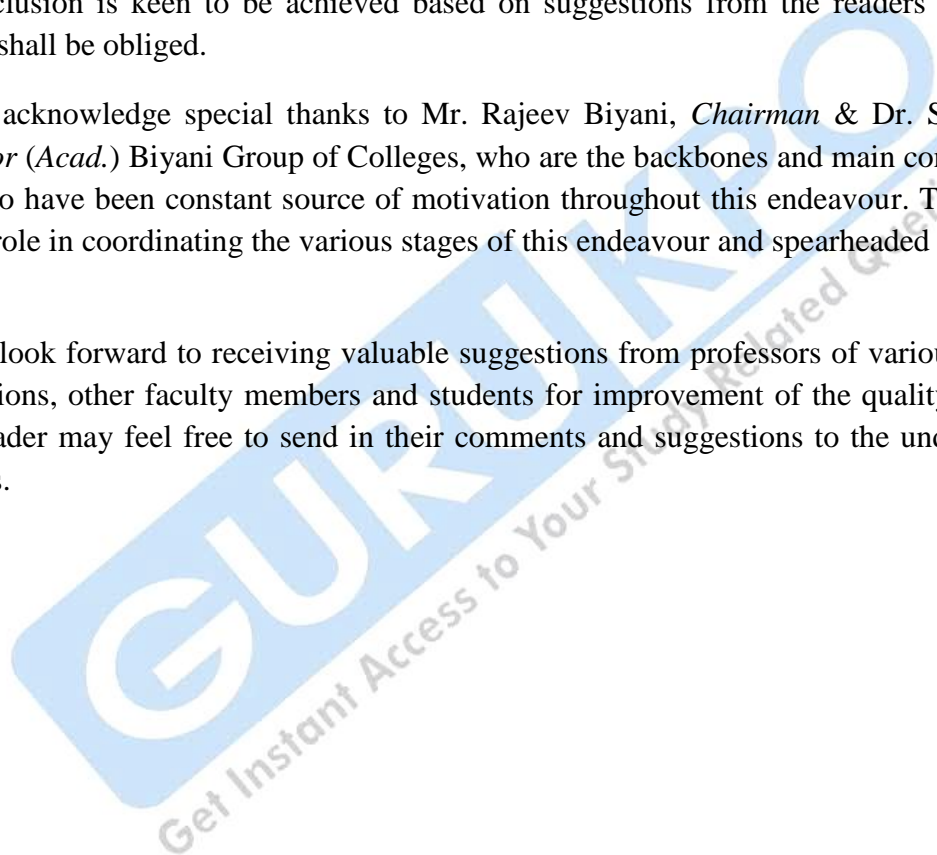 clusion is keen to be achieved based on suggestions from the readers
shall be obliged.
acknowledge special thanks to Mr. Rajeev Biyani, Chairman & Dr. S
or (Acad.) Biyani Group of Colleges, who are the backbones and main con
o have been constant source of motivation throughout this endeavour. T
role in coordinating the various stages of this endeavour and spearheaded
look forward to receiving valuable suggestions from professors of variou
ions, other faculty members and students for improvement of the quality
ader may feel free to send in their comments and suggestions to the und
s.
GURUKPO
Get Instant Access to Your Study Related Quer